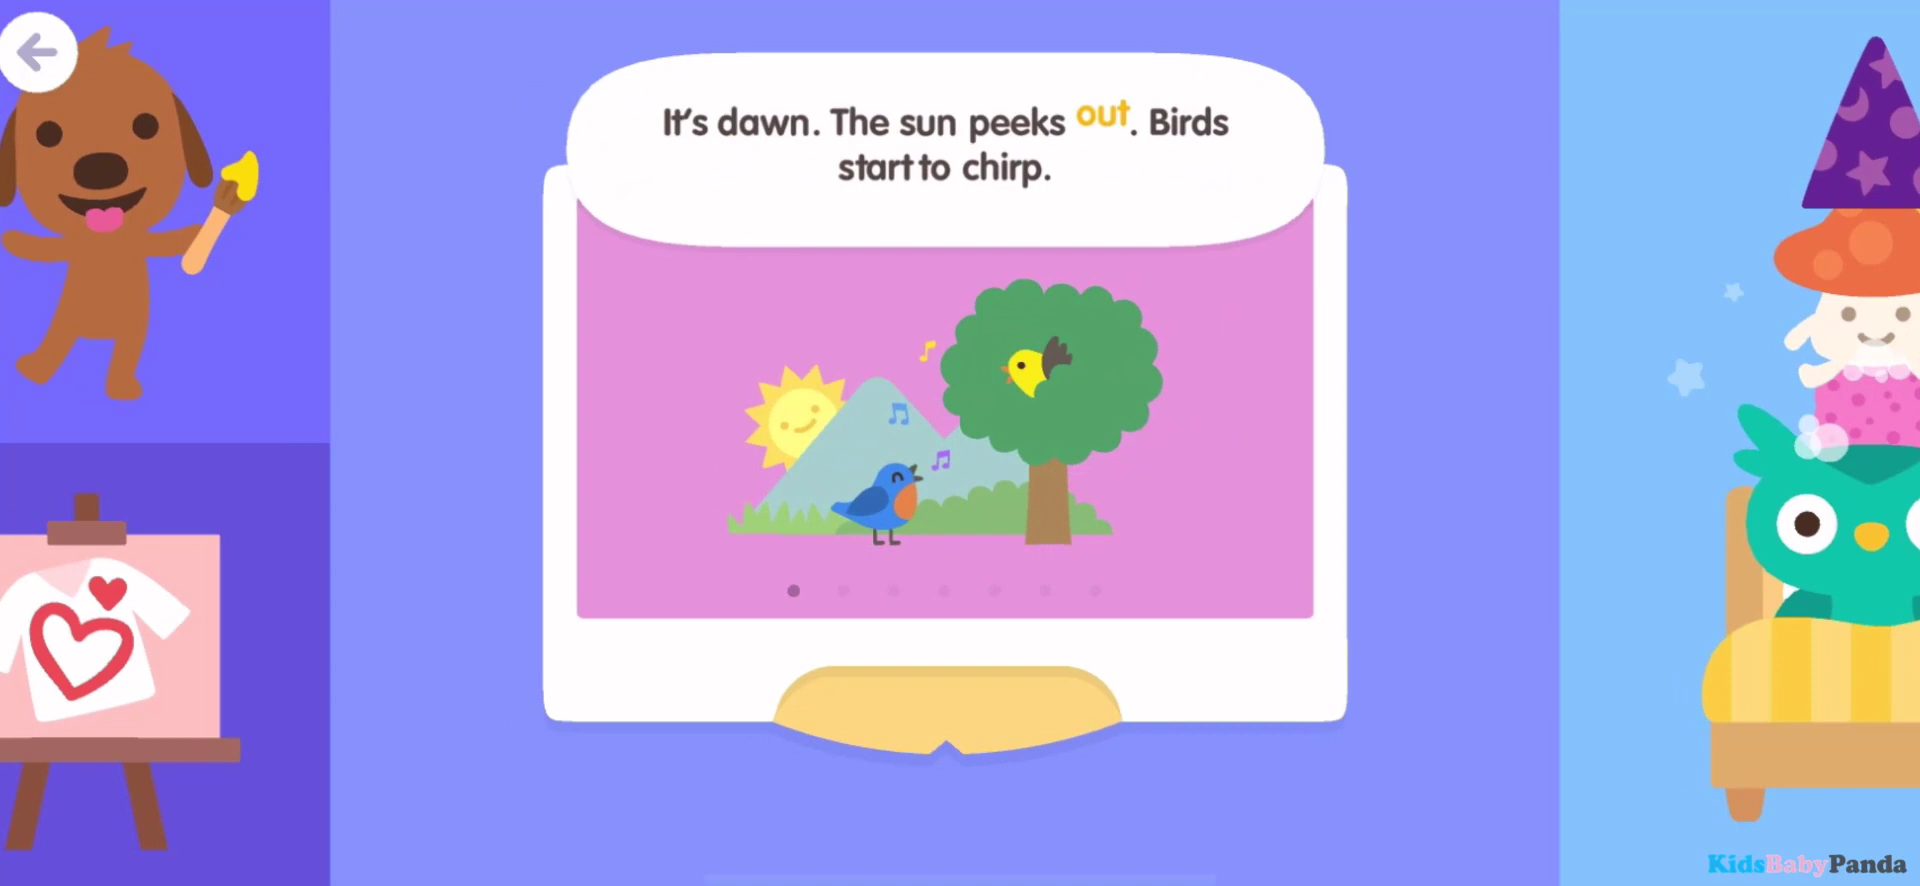 It's dawn. The sun peeks out. Birds
start to chirp.
KidsBabyPanda